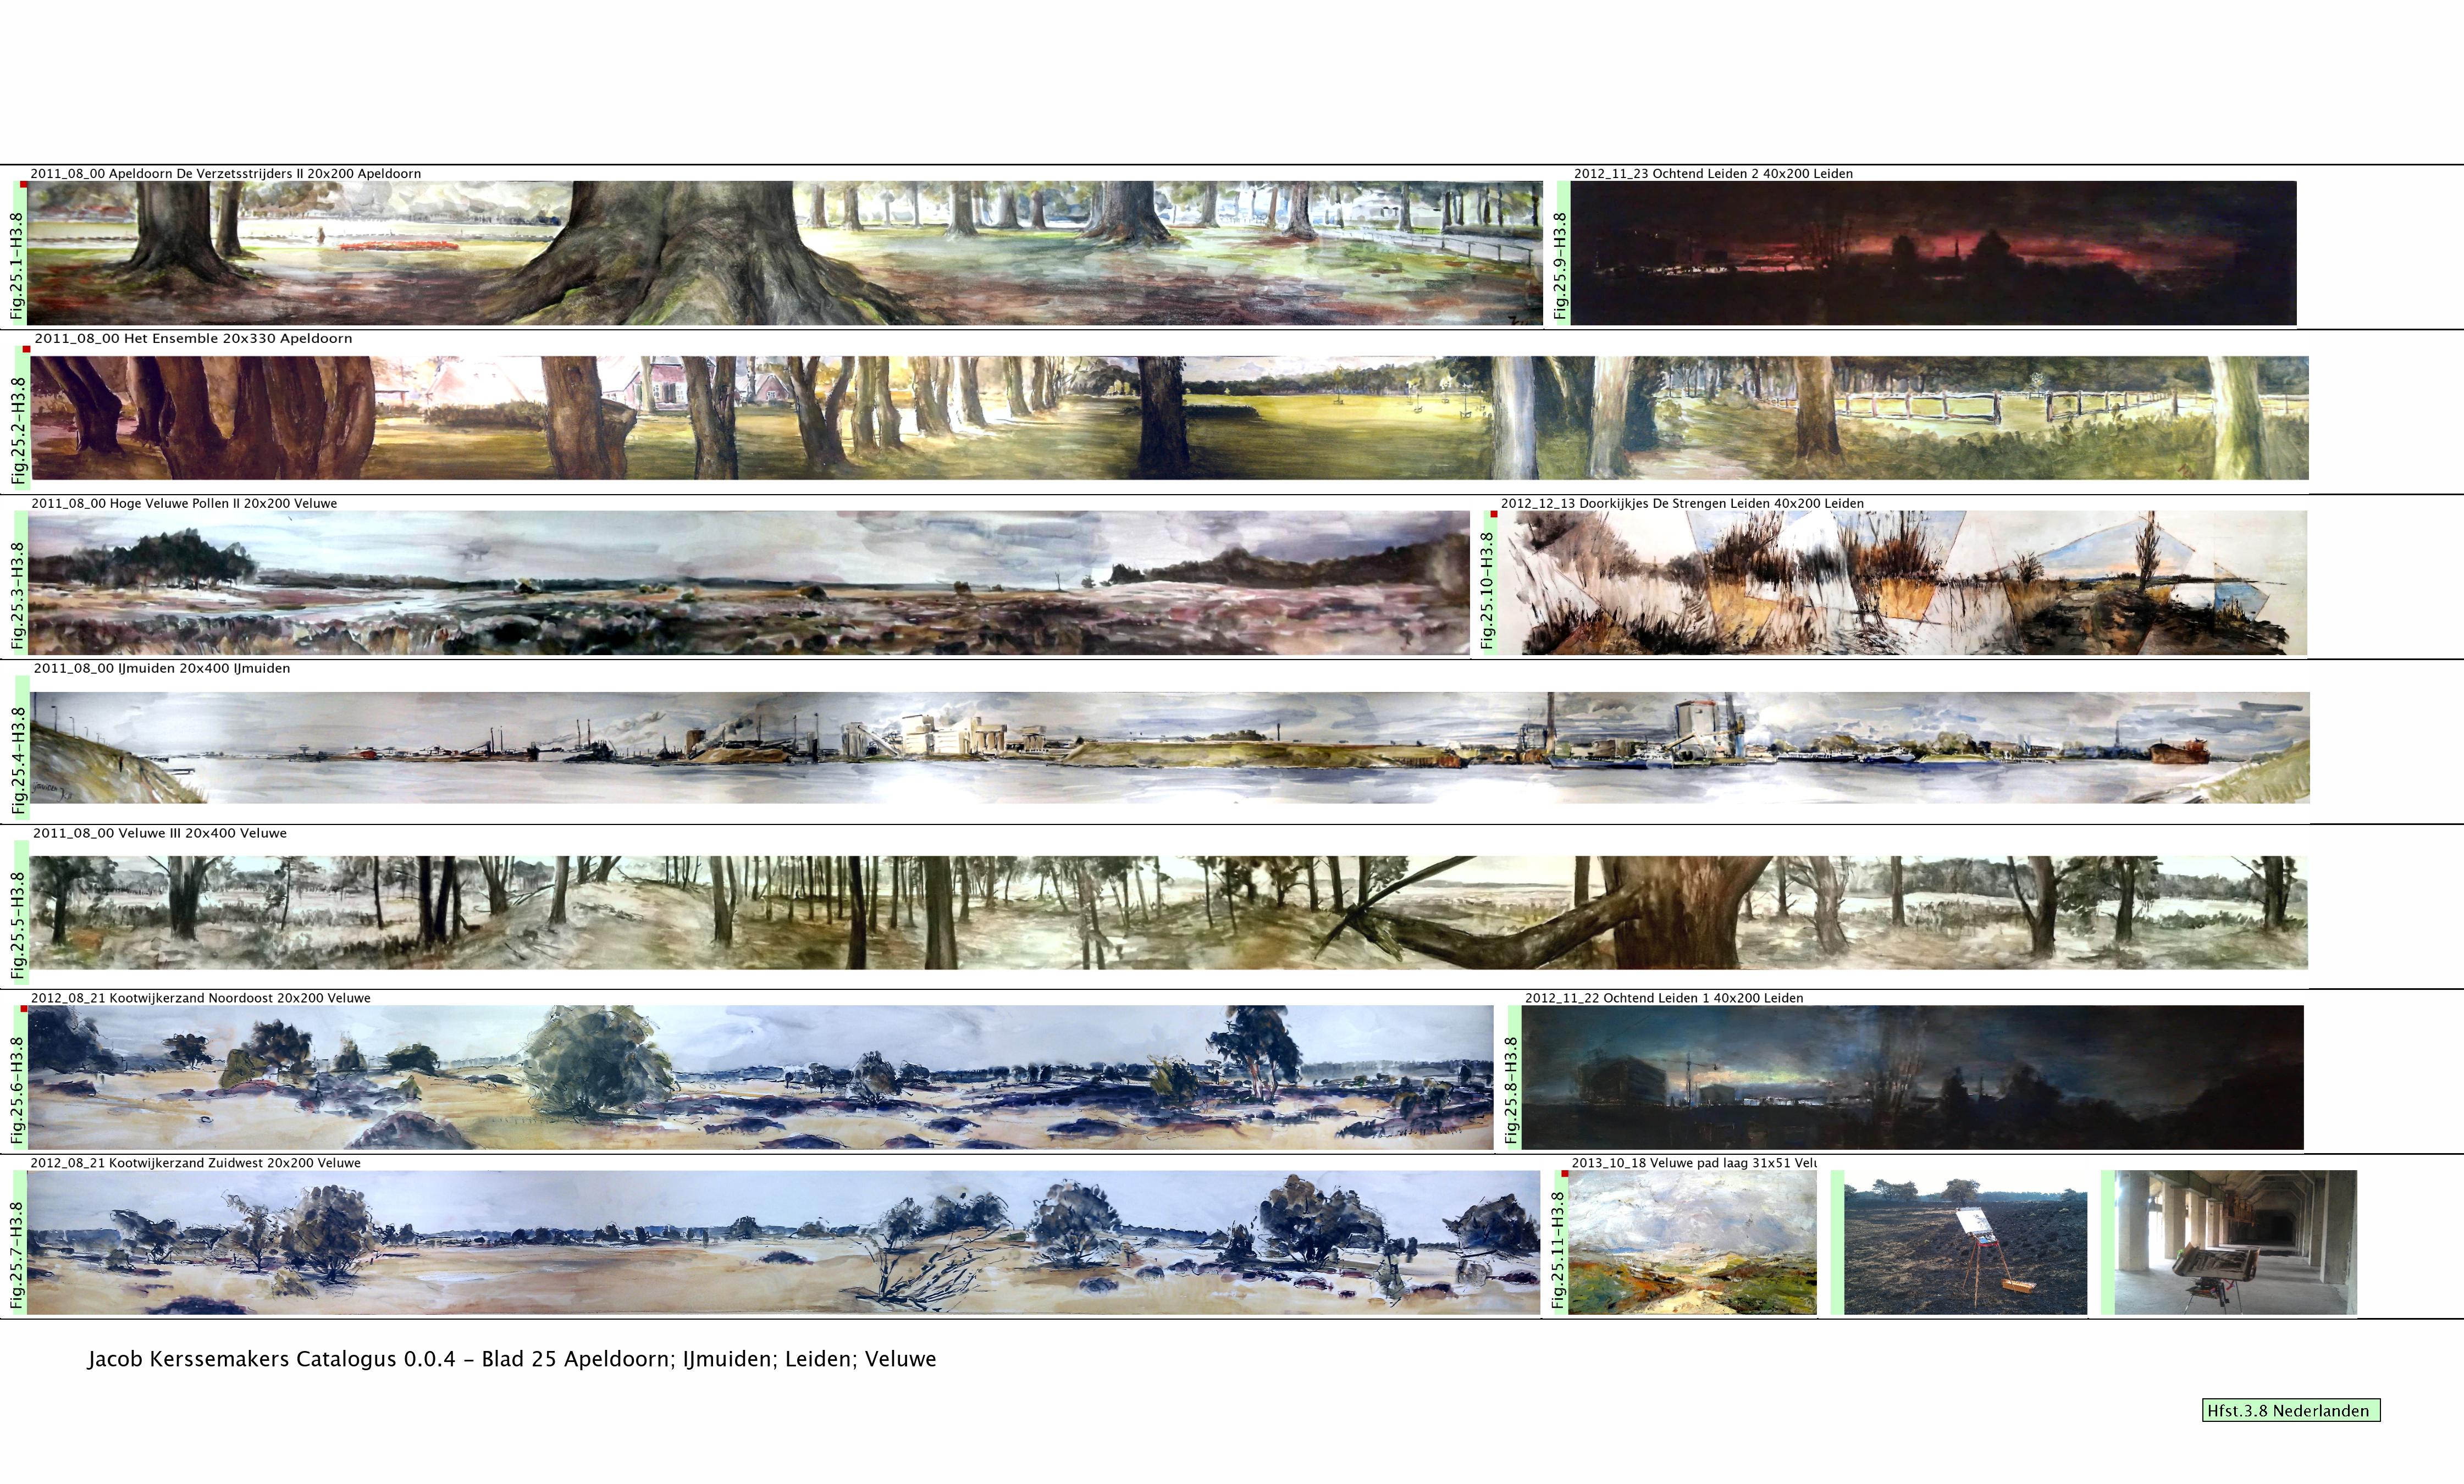 2011_08_00 Apeldoorn De Verzetsstrijders II 20x200 Apeldoorn
Fig.25.1-H3.8
2012_11_23 Ochtend Leiden 2 40x200 Leiden
Fig.25.9-H3.8
2011_08_00 Het Ensemble 20x330 Apeldoorn
Fig.25.2-H3.8
2011_08_00 Hoge Veluwe Pollen II 20x200 Veluwe
Fig.25.3-H3.8
2012_12_13 Doorkijkjes De Strengen Leiden 40x200 Leiden
Fig.25.10-H3.8
2011_08_00 IJmuiden 20x400 IJmuiden
Fig.25.4-H3.8
2011_08_00 Veluwe III 20x400 Veluwe
Fig.25.5-H3.8
2012_08_21 Kootwijkerzand Noordoost 20x200 Veluwe
Fig.25.6-H3.8
2012_11_22 Ochtend Leiden 1 40x200 Leiden
Fig.25.8-H3.8
2012_08_21 Kootwijkerzand Zuidwest 20x200 Veluwe
Fig.25.7-H3.8
2013_10_18 Veluwe pad laag 31x51 Velu
Fig.25.11-H3.8
Jacob Kerssemakers Catalogus 0.0.4 - Blad 25 Apeldoorn; IJmuiden; Leiden; Veluwe
Hfst.3.8 Nederlanden